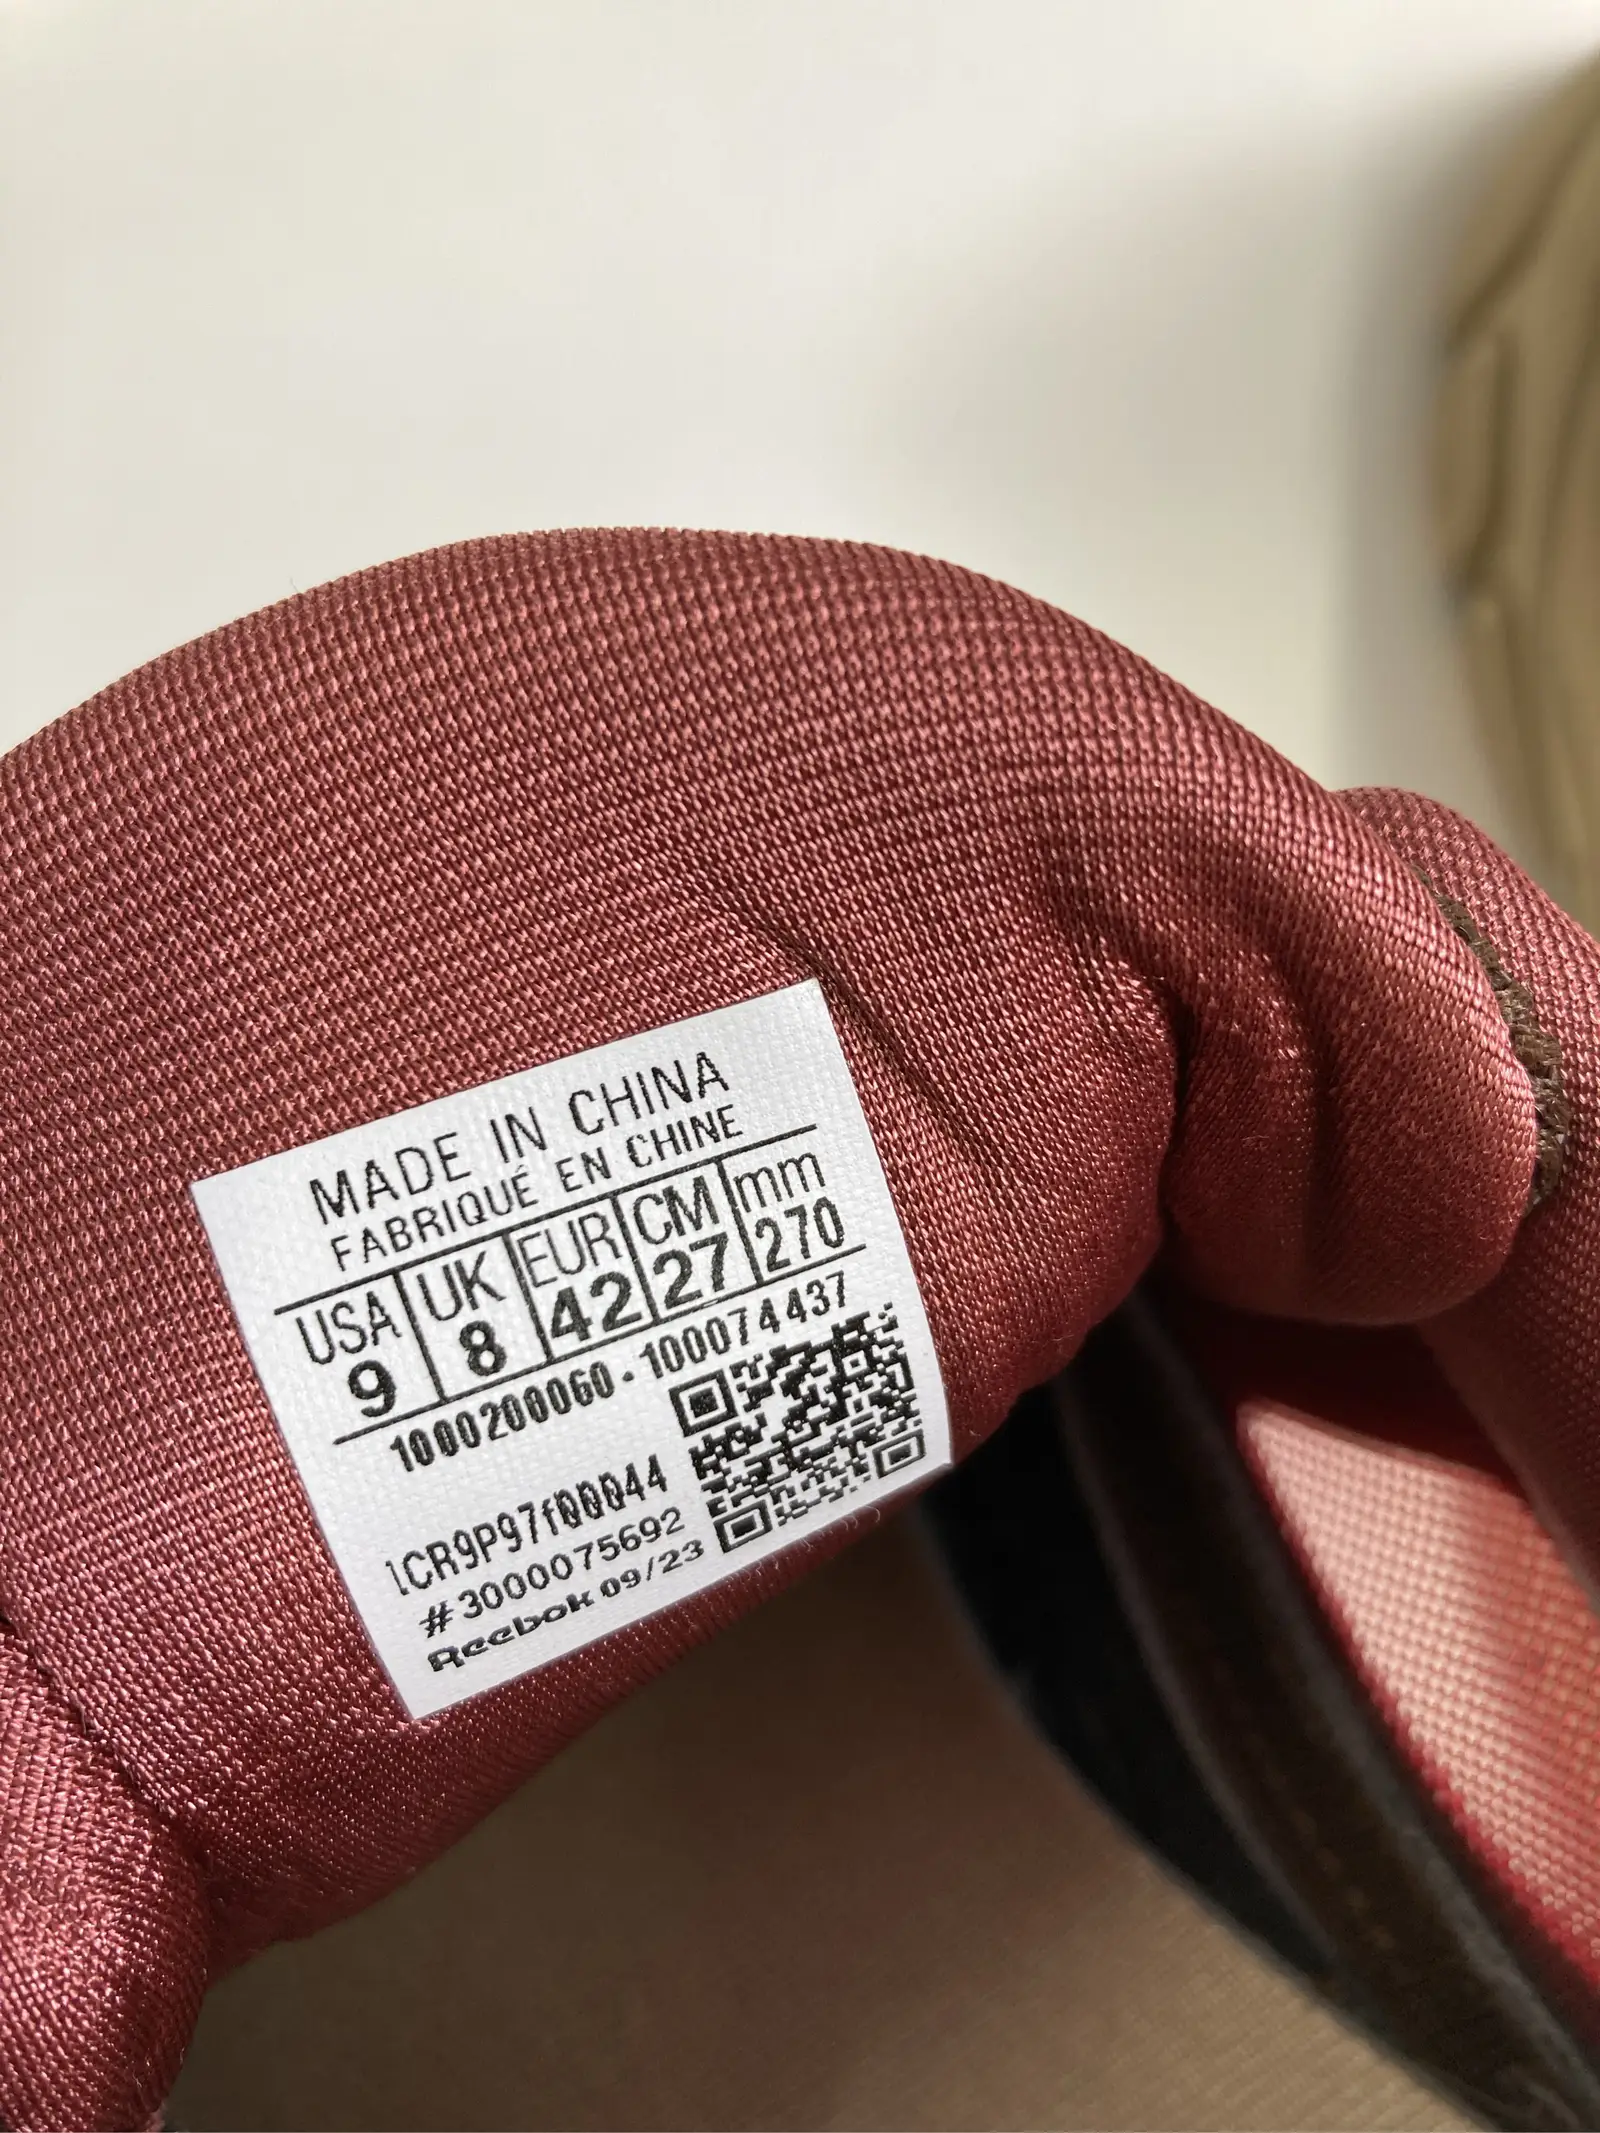 MADE IN CHINA
FABRIQUÉ EN CHINE
USA UK EUR CM mm
9 8 42 27 270
1000200060 · 100074437
1CR9P97f00044
#3000075692
Reebok 09/23